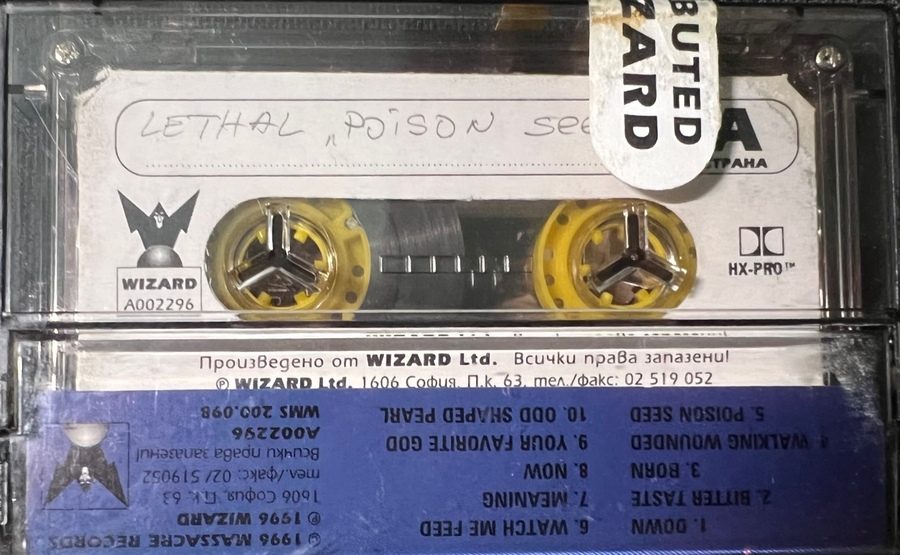 BUTED
ZARD
LETHAL „POISON SEE
A
СТРАНА
WIZARD
A002296
HX-PRO™
Произведено от WIZARD Ltd. Всички права запазени!
℗ WIZARD Ltd. 1606 София, П.к. 63, тел./факс: 02 519 052
1. DOWN
2. BITTER TASTE
3. BORN
4. WALKING WOUNDED
5. POISON SEED
6. WATCH ME FEED
7. MEANING
8. NOW
9. YOUR FAVORITE GOD
10. ODD SHAPED PEARL
© 1996 MASSACRE RECORDS
℗ 1996 WIZARD
1606 София, П.к. 63
тел./факс: 02/ 519052
Всички права запазени!
A002296
WMS 200.098